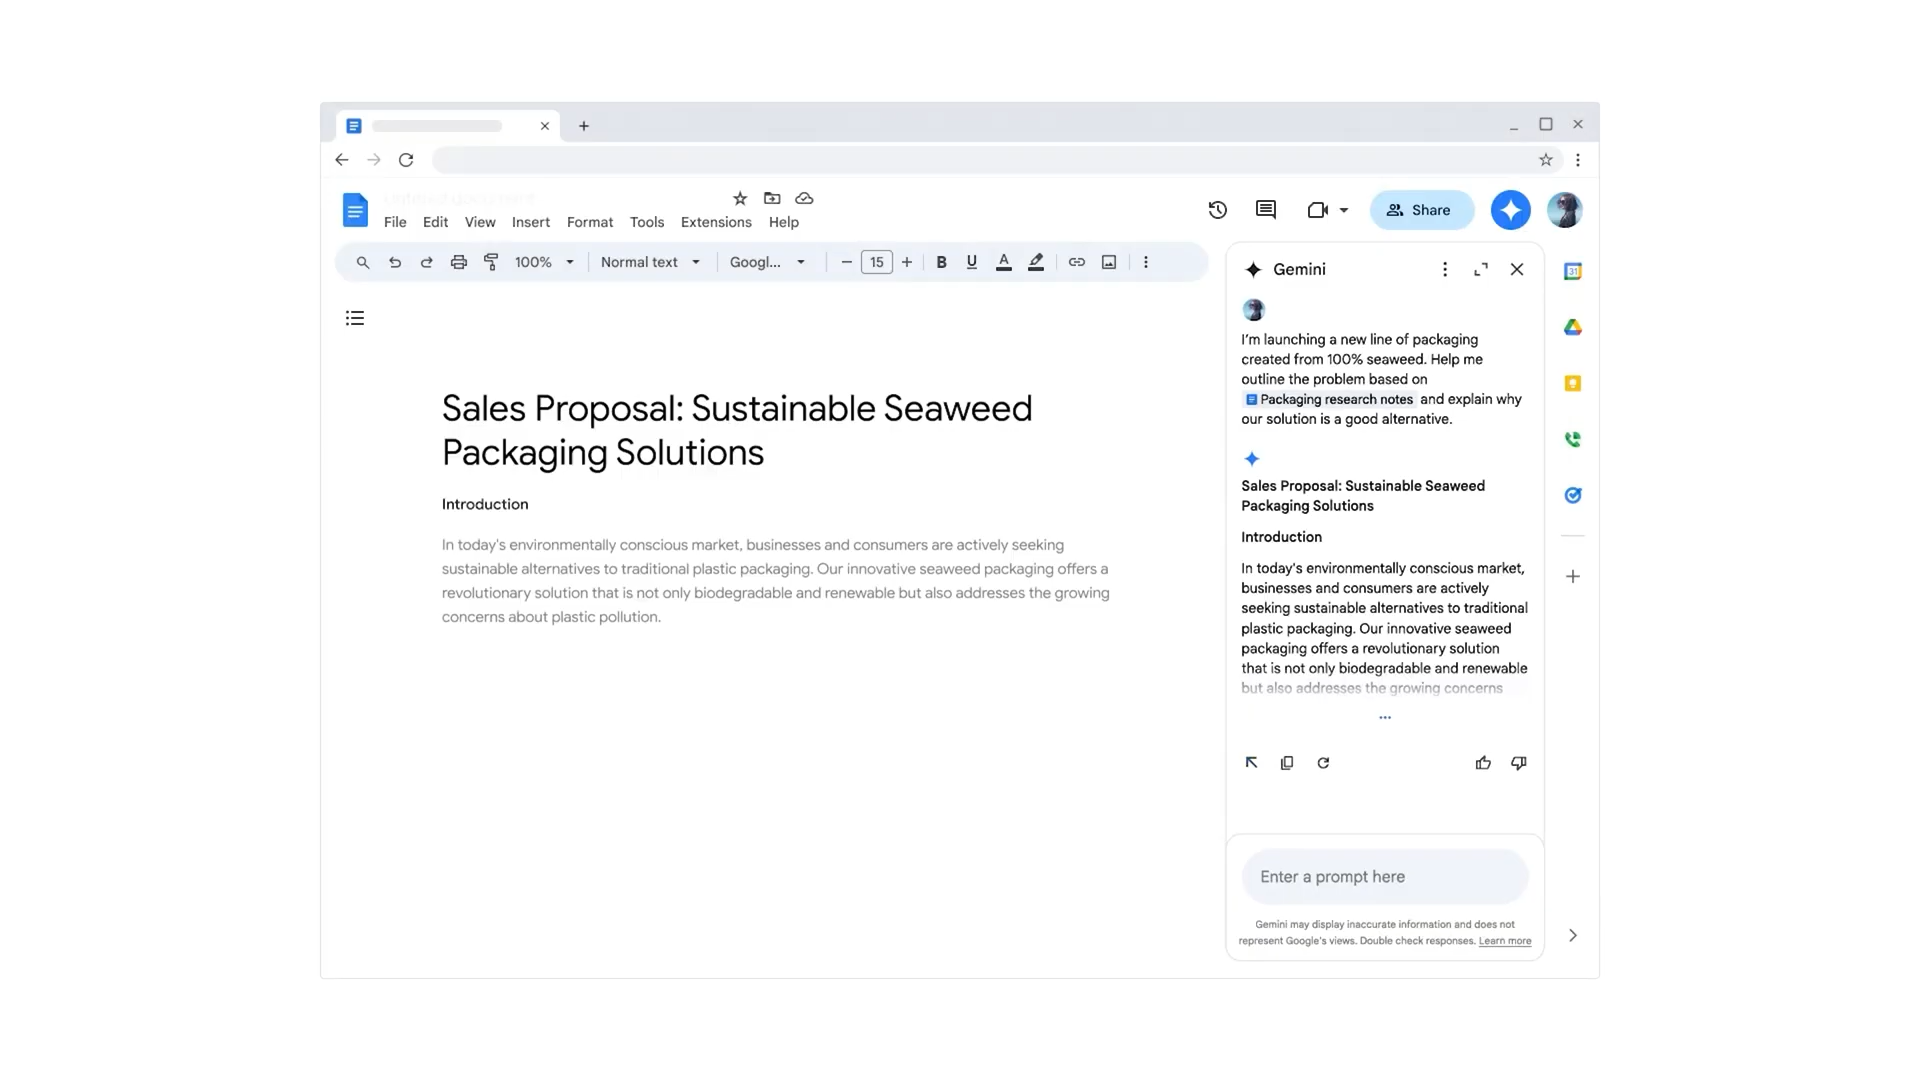 File Edit View Insert Format Tools Extensions Help
Share
100% Normal text Googl... 15 B U A
Sales Proposal: Sustainable Seaweed
Packaging Solutions
Introduction
In today's environmentally conscious market, businesses and consumers are actively seeking
sustainable alternatives to traditional plastic packaging. Our innovative seaweed packaging offers a
revolutionary solution that is not only biodegradable and renewable but also addresses the growing
concerns about plastic pollution.
Gemini
I'm launching a new line of packaging
created from 100% seaweed. Help me
outline the problem based on
Packaging research notes and explain why
our solution is a good alternative.
Sales Proposal: Sustainable Seaweed
Packaging Solutions
Introduction
In today's environmentally conscious market,
businesses and consumers are actively
seeking sustainable alternatives to traditional
plastic packaging. Our innovative seaweed
packaging offers a revolutionary solution
that is not only biodegradable and renewable
but also addresses the growing concerns
...
Enter a prompt here
Gemini may display inaccurate information and does not
represent Google's views. Double check responses. Learn more
31